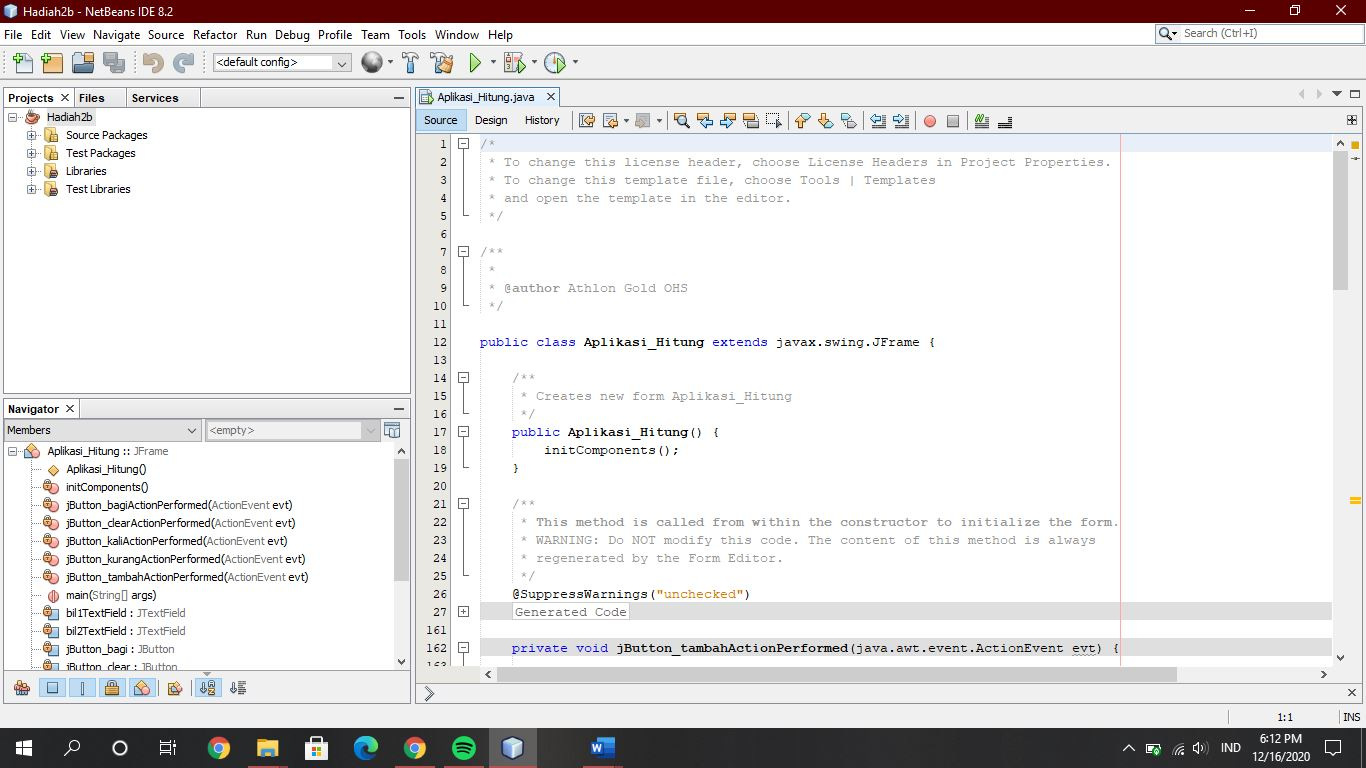 Hadiah2b - NetBeans IDE 8.2
File Edit View Navigate Source Refactor Run Debug Profile Team Tools Window Help
Search (Ctrl+I)
<default config>
Projects Files Services
Hadiah2b
Source Packages
Test Packages
Libraries
Test Libraries
Navigator
Members
<empty>
Aplikasi_Hitung :: JFrame
Aplikasi_Hitung()
initComponents()
jButton_bagiActionPerformed(ActionEvent evt)
jButton_clearActionPerformed(ActionEvent evt)
jButton_kaliActionPerformed(ActionEvent evt)
jButton_kurangActionPerformed(ActionEvent evt)
jButton_tambahActionPerformed(ActionEvent evt)
main(String[] args)
bil1TextField : JTextField
bil2TextField : JTextField
jButton_bagi : JButton
jButton_clear : JButton
Aplikasi_Hitung.java
Source Design History
1 /*
2 * To change this license header, choose License Headers in Project Properties.
3 * To change this template file, choose Tools | Templates
4 * and open the template in the editor.
5 */
6
7 /**
8 *
9 * @author Athlon Gold OHS
10 */
11
12 public class Aplikasi_Hitung extends javax.swing.JFrame {
13
14 /**
15 * Creates new form Aplikasi_Hitung
16 */
17 public Aplikasi_Hitung() {
18 initComponents();
19 }
20
21 /**
22 * This method is called from within the constructor to initialize the form.
23 * WARNING: Do NOT modify this code. The content of this method is always
24 * regenerated by the Form Editor.
25 */
26 @SuppressWarnings("unchecked")
27 Generated Code
161
162 private void jButton_tambahActionPerformed(java.awt.event.ActionEvent evt) {
163
1:1 INS
IND
6:12 PM
12/16/2020